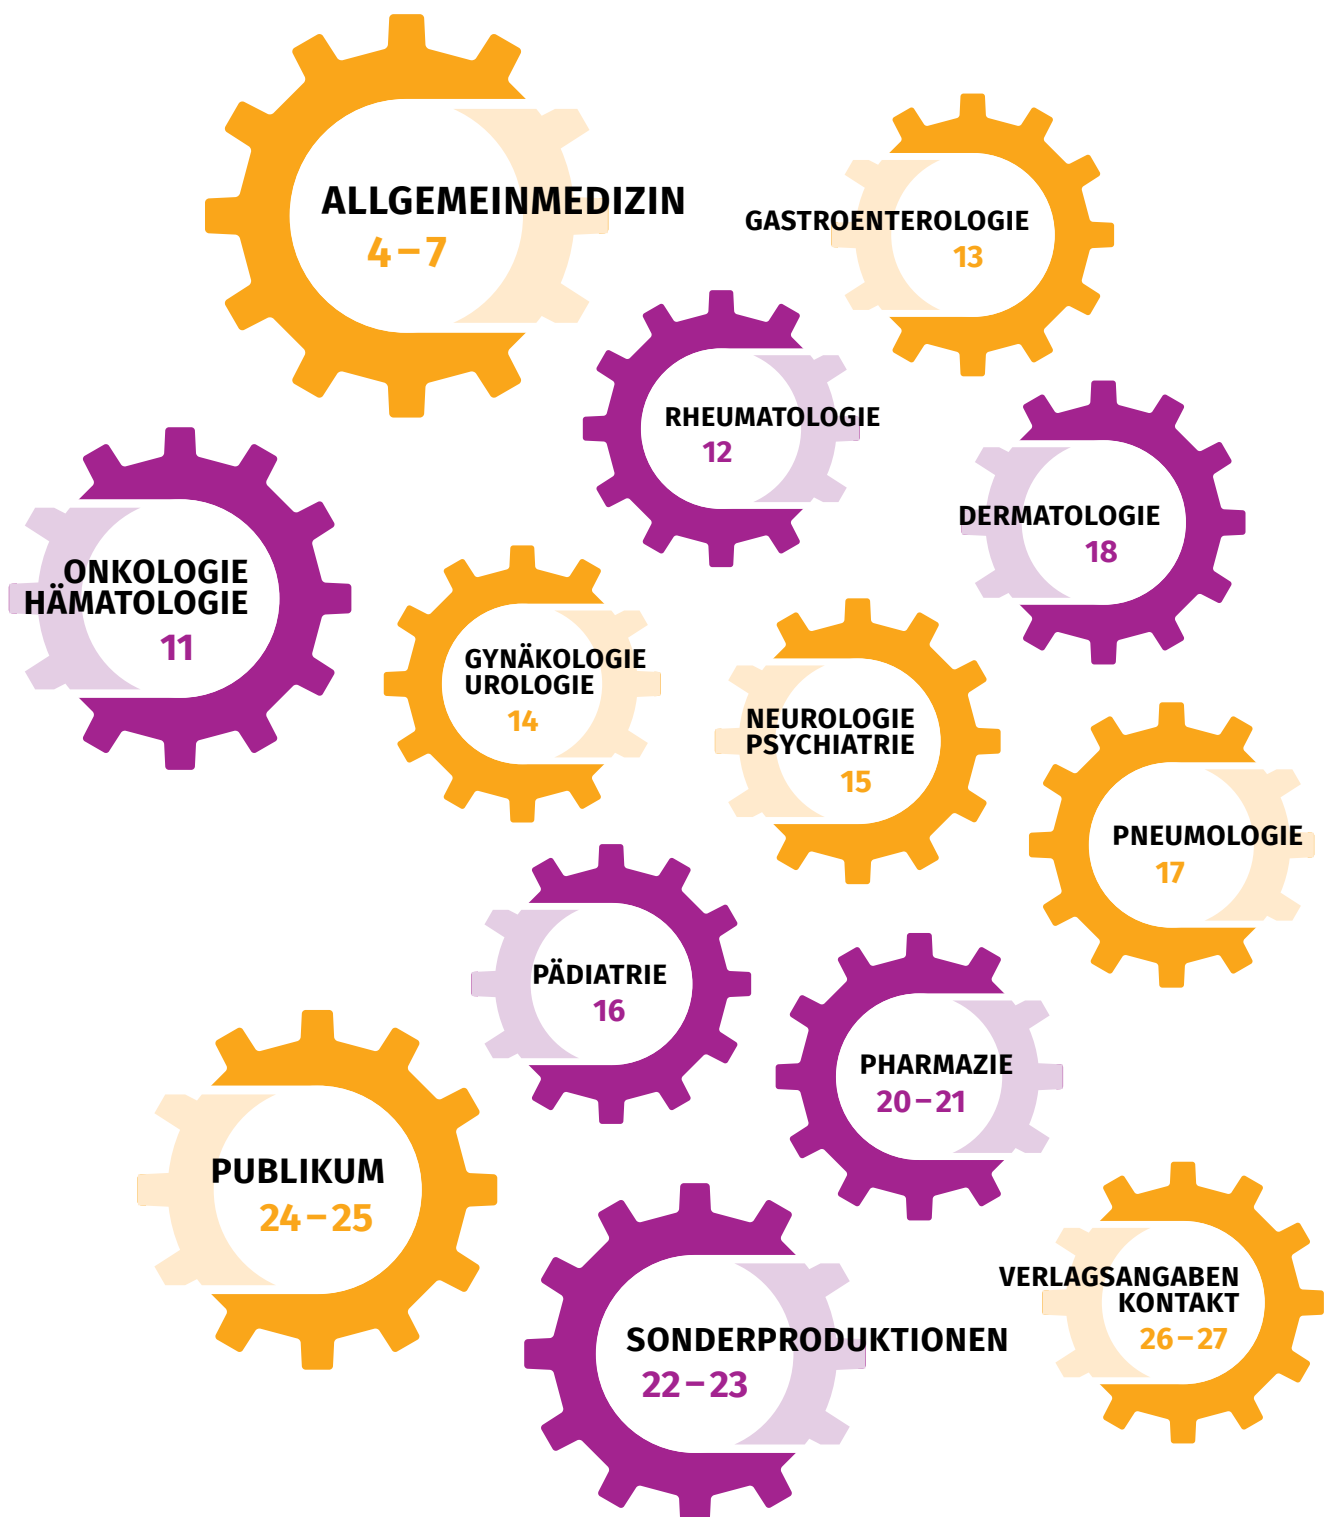 ALLGEMEINMEDIZIN
4–7
GASTROENTEROLOGIE
13
RHEUMATOLOGIE
12
DERMATOLOGIE
18
ONKOLOGIE
HÄMATOLOGIE
11
GYNÄKOLOGIE
UROLOGIE
14
NEUROLOGIE
PSYCHIATRIE
15
PNEUMOLOGIE
17
PÄDIATRIE
16
PHARMAZIE
20–21
PUBLIKUM
24–25
SONDERPRODUKTIONEN
22–23
VERLAGSANGABEN
KONTAKT
26–27